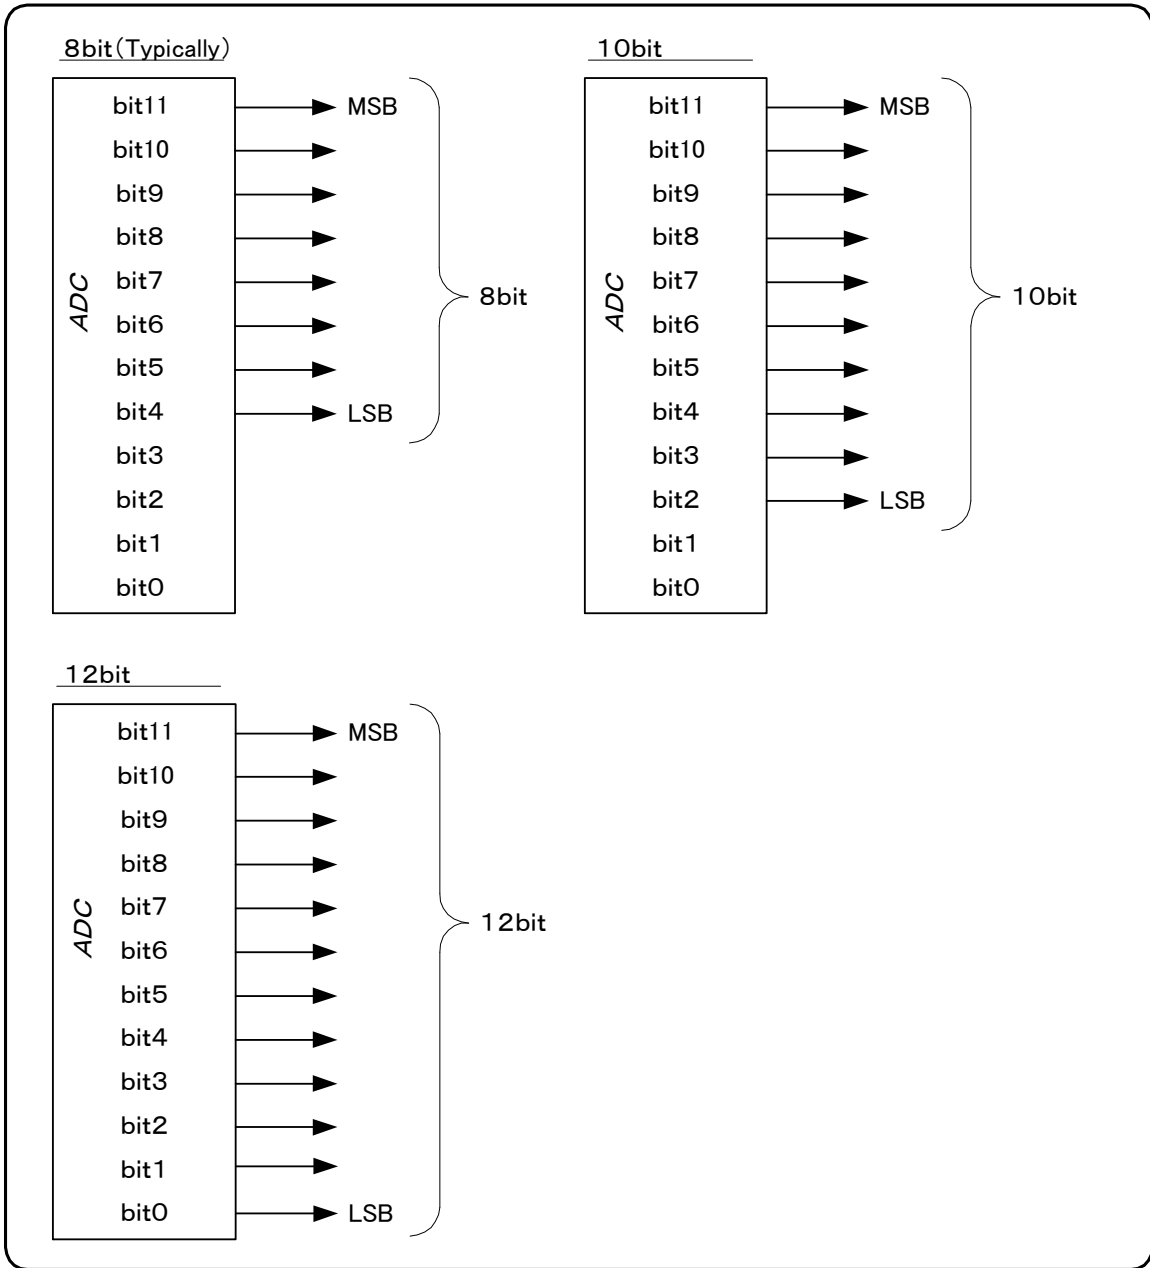 8bit(Typically)
bit11 MSB
bit10
bit9
bit8
bit7
ADC
8bit
bit6
bit5
bit4 LSB
bit3
bit2
bit1
bit0
10bit
bit11 MSB
bit10
bit9
bit8
bit7
ADC
10bit
bit6
bit5
bit4
bit3
bit2 LSB
bit1
bit0
12bit
bit11 MSB
bit10
bit9
bit8
bit7
ADC
12bit
bit6
bit5
bit4
bit3
bit2
bit1
bit0 LSB